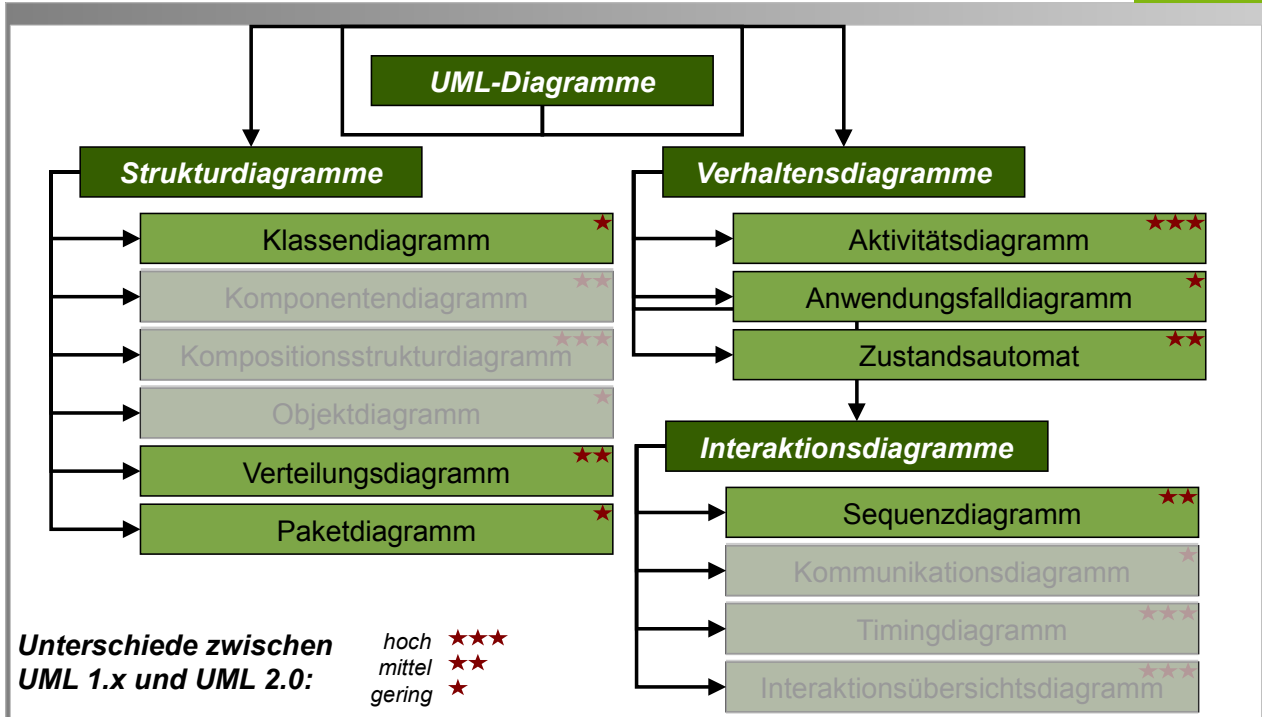 UML-Diagramme
Strukturdiagramme
Klassendiagramm
Komponentendiagramm
Kompositionsstrukturdiagramm
Objektdiagramm
Verteilungsdiagramm
Paketdiagramm
Verhaltensdiagramme
Aktivitätsdiagramm
Anwendungsfalldiagramm
Zustandsautomat
Interaktionsdiagramme
Sequenzdiagramm
Kommunikationsdiagramm
Timingdiagramm
Interaktionsübersichtsdiagramm
Unterschiede zwischen
UML 1.x und UML 2.0:
hoch ★★★
mittel ★★
gering ★